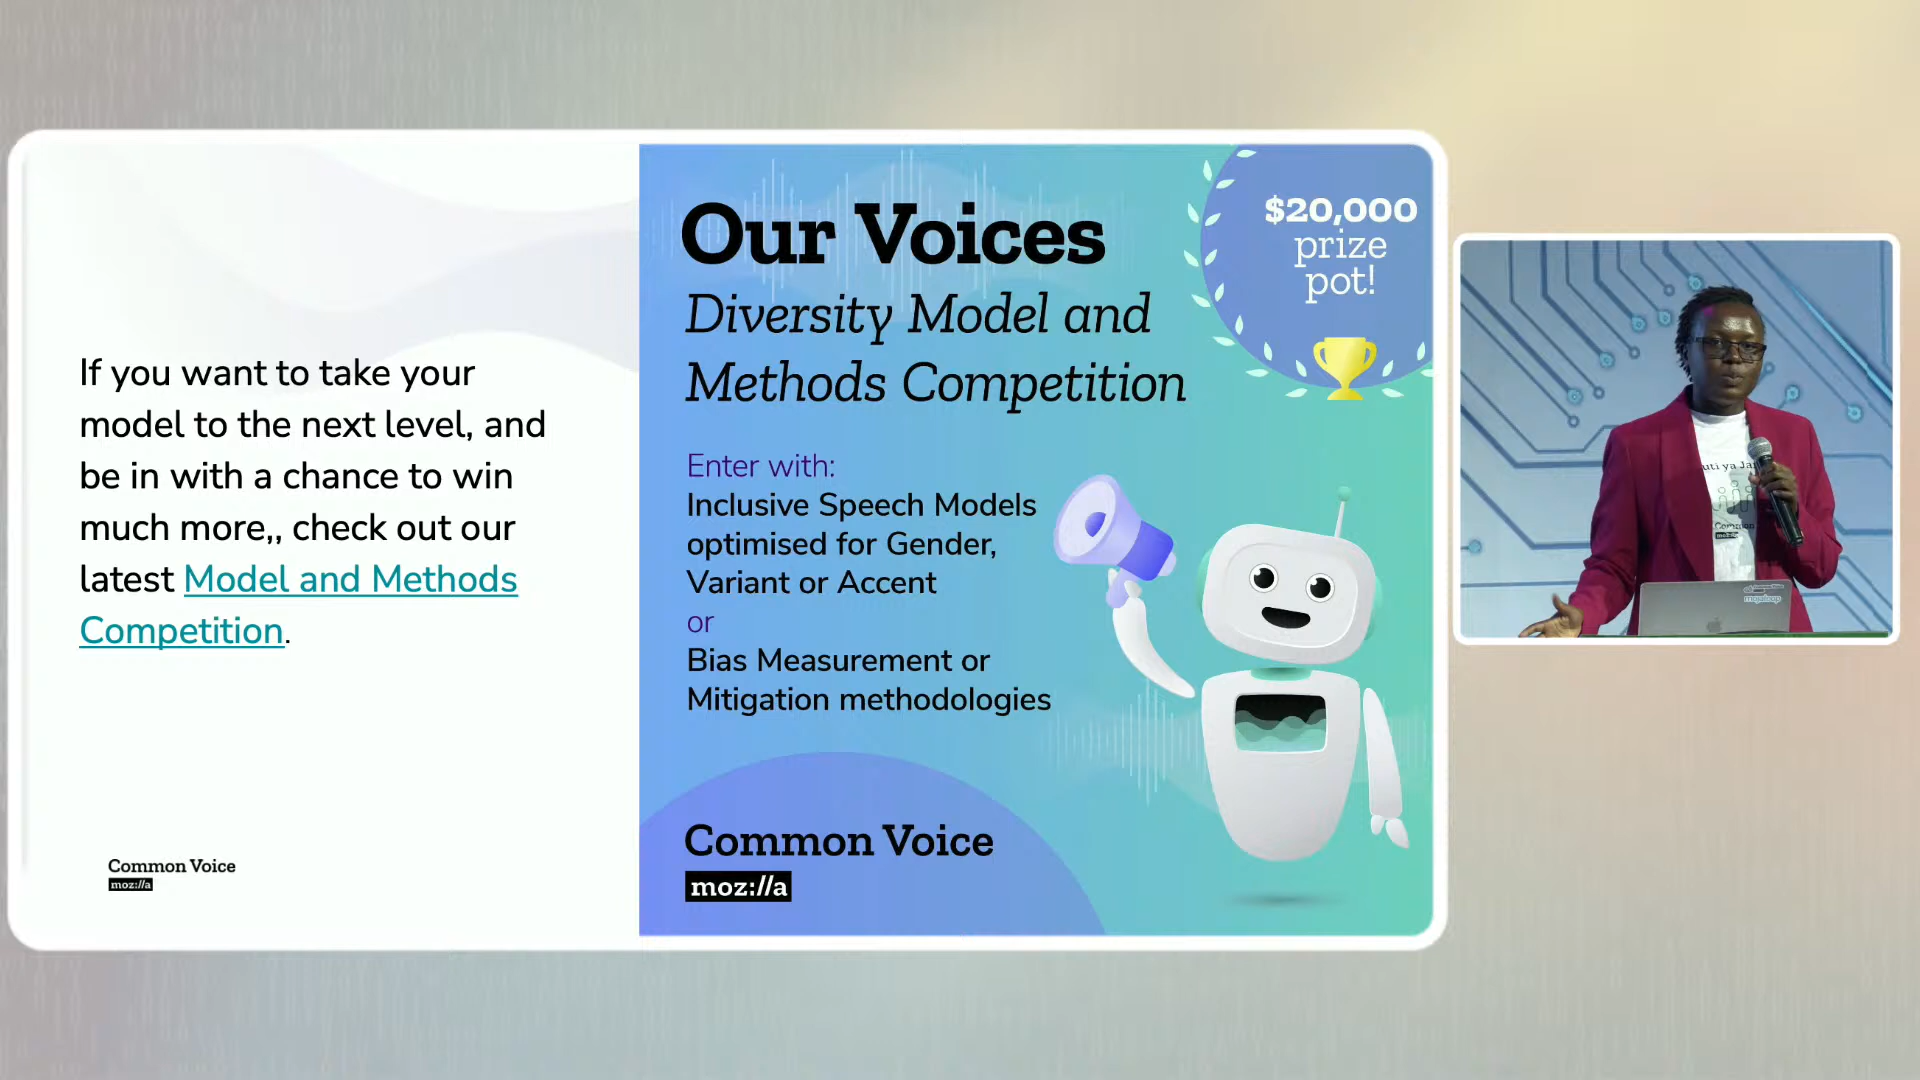 If you want to take your
model to the next level, and
be in with a chance to win
much more,, check out our
latest Model and Methods
Competition.
Common Voice
moz://a
Our Voices
Diversity Model and
Methods Competition
$20,000
prize
pot!
Enter with:
Inclusive Speech Models
optimised for Gender,
Variant or Accent
or
Bias Measurement or
Mitigation methodologies
Common Voice
moz://a
Common